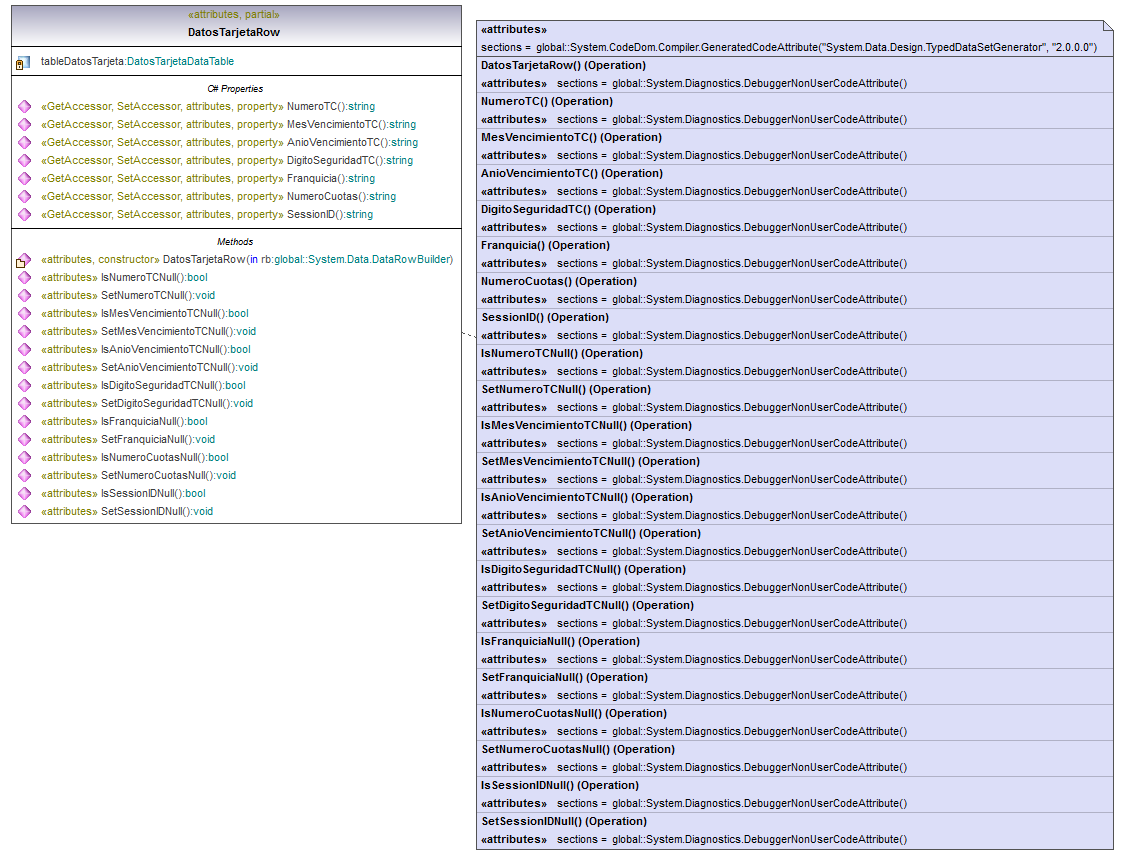 «attributes, partial»
DatosTarjetaRow
tableDatosTarjeta:DatosTarjetaDataTable
C# Properties
«GetAccessor, SetAccessor, attributes, property» NumeroTC():string
«GetAccessor, SetAccessor, attributes, property» MesVencimientoTC():string
«GetAccessor, SetAccessor, attributes, property» AnioVencimientoTC():string
«GetAccessor, SetAccessor, attributes, property» DigitoSeguridadTC():string
«GetAccessor, SetAccessor, attributes, property» Franquicia():string
«GetAccessor, SetAccessor, attributes, property» NumeroCuotas():string
«GetAccessor, SetAccessor, attributes, property» SessionID():string
Methods
«attributes, constructor» DatosTarjetaRow(in rb:global::System.Data.DataRowBuilder)
«attributes» IsNumeroTCNull():bool
«attributes» SetNumeroTCNull():void
«attributes» IsMesVencimientoTCNull():bool
«attributes» SetMesVencimientoTCNull():void
«attributes» IsAnioVencimientoTCNull():bool
«attributes» SetAnioVencimientoTCNull():void
«attributes» IsDigitoSeguridadTCNull():bool
«attributes» SetDigitoSeguridadTCNull():void
«attributes» IsFranquiciaNull():bool
«attributes» SetFranquiciaNull():void
«attributes» IsNumeroCuotasNull():bool
«attributes» SetNumeroCuotasNull():void
«attributes» IsSessionIDNull():bool
«attributes» SetSessionIDNull():void
«attributes»
sections = global::System.CodeDom.Compiler.GeneratedCodeAttribute("System.Data.Design.TypedDataSetGenerator", "2.0.0.0")
DatosTarjetaRow() (Operation)
«attributes» sections = global::System.Diagnostics.DebuggerNonUserCodeAttribute()
NumeroTC() (Operation)
«attributes» sections = global::System.Diagnostics.DebuggerNonUserCodeAttribute()
MesVencimientoTC() (Operation)
«attributes» sections = global::System.Diagnostics.DebuggerNonUserCodeAttribute()
AnioVencimientoTC() (Operation)
«attributes» sections = global::System.Diagnostics.DebuggerNonUserCodeAttribute()
DigitoSeguridadTC() (Operation)
«attributes» sections = global::System.Diagnostics.DebuggerNonUserCodeAttribute()
Franquicia() (Operation)
«attributes» sections = global::System.Diagnostics.DebuggerNonUserCodeAttribute()
NumeroCuotas() (Operation)
«attributes» sections = global::System.Diagnostics.DebuggerNonUserCodeAttribute()
SessionID() (Operation)
«attributes» sections = global::System.Diagnostics.DebuggerNonUserCodeAttribute()
IsNumeroTCNull() (Operation)
«attributes» sections = global::System.Diagnostics.DebuggerNonUserCodeAttribute()
SetNumeroTCNull() (Operation)
«attributes» sections = global::System.Diagnostics.DebuggerNonUserCodeAttribute()
IsMesVencimientoTCNull() (Operation)
«attributes» sections = global::System.Diagnostics.DebuggerNonUserCodeAttribute()
SetMesVencimientoTCNull() (Operation)
«attributes» sections = global::System.Diagnostics.DebuggerNonUserCodeAttribute()
IsAnioVencimientoTCNull() (Operation)
«attributes» sections = global::System.Diagnostics.DebuggerNonUserCodeAttribute()
SetAnioVencimientoTCNull() (Operation)
«attributes» sections = global::System.Diagnostics.DebuggerNonUserCodeAttribute()
IsDigitoSeguridadTCNull() (Operation)
«attributes» sections = global::System.Diagnostics.DebuggerNonUserCodeAttribute()
SetDigitoSeguridadTCNull() (Operation)
«attributes» sections = global::System.Diagnostics.DebuggerNonUserCodeAttribute()
IsFranquiciaNull() (Operation)
«attributes» sections = global::System.Diagnostics.DebuggerNonUserCodeAttribute()
SetFranquiciaNull() (Operation)
«attributes» sections = global::System.Diagnostics.DebuggerNonUserCodeAttribute()
IsNumeroCuotasNull() (Operation)
«attributes» sections = global::System.Diagnostics.DebuggerNonUserCodeAttribute()
SetNumeroCuotasNull() (Operation)
«attributes» sections = global::System.Diagnostics.DebuggerNonUserCodeAttribute()
IsSessionIDNull() (Operation)
«attributes» sections = global::System.Diagnostics.DebuggerNonUserCodeAttribute()
SetSessionIDNull() (Operation)
«attributes» sections = global::System.Diagnostics.DebuggerNonUserCodeAttribute()